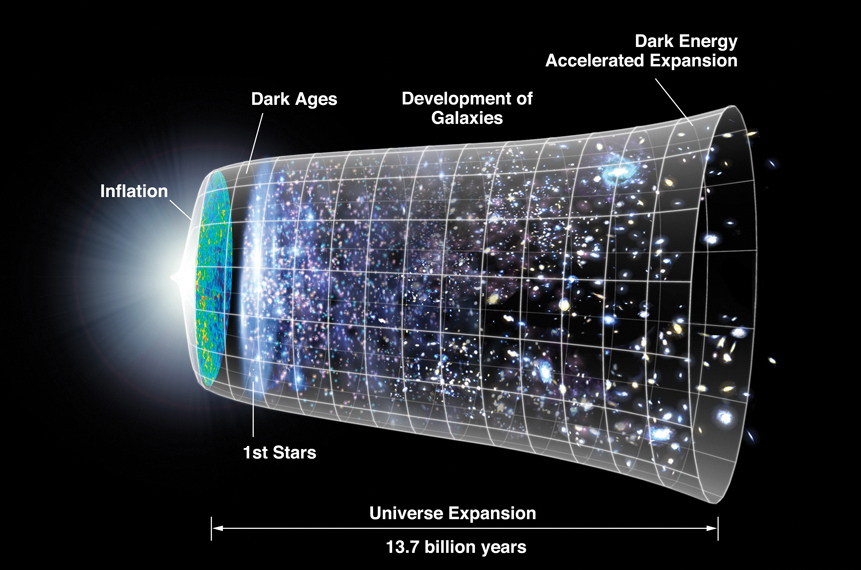 Dark Energy
Accelerated Expansion
Dark Ages
Development of
Galaxies
Inflation
1st Stars
Universe Expansion
13.7 billion years